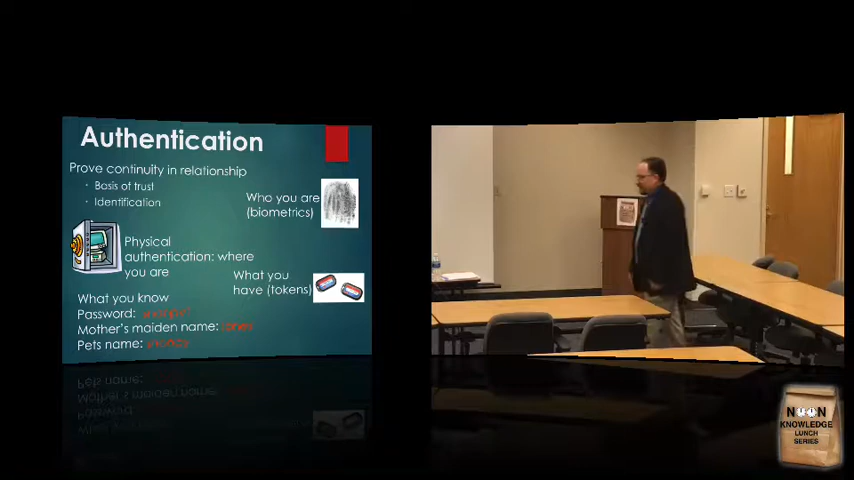 Authentication
Prove continuity in relationship
· Basis of trust
· Identification
Who you are
(biometrics)
Physical
authentication: where
you are
What you
have (tokens)
What you know
Password:
Mother's maiden name: jones
Pets name:
NOON
KNOWLEDGE
LUNCH
SERIES